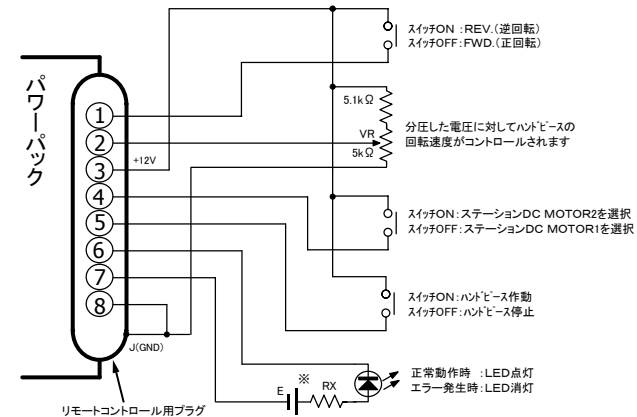 スイッチON : REV.(逆回転)
スイッチOFF : FWD.(正回転)
パワーパック
①
②
③
④
⑤
⑥
⑦
⑧
+12V
J(GND)
5.1kΩ
VR
5kΩ
分圧した電圧に対してハンドピースの
回転速度がコントロールされます
スイッチON : ステーションDC MOTOR2を選択
スイッチOFF : ステーションDC MOTOR1を選択
スイッチON : ハンドピース作動
スイッチOFF : ハンドピース停止
E
※
RX
正常動作時 : LED点灯
エラー発生時 : LED消灯
リモートコントロール用プラグ